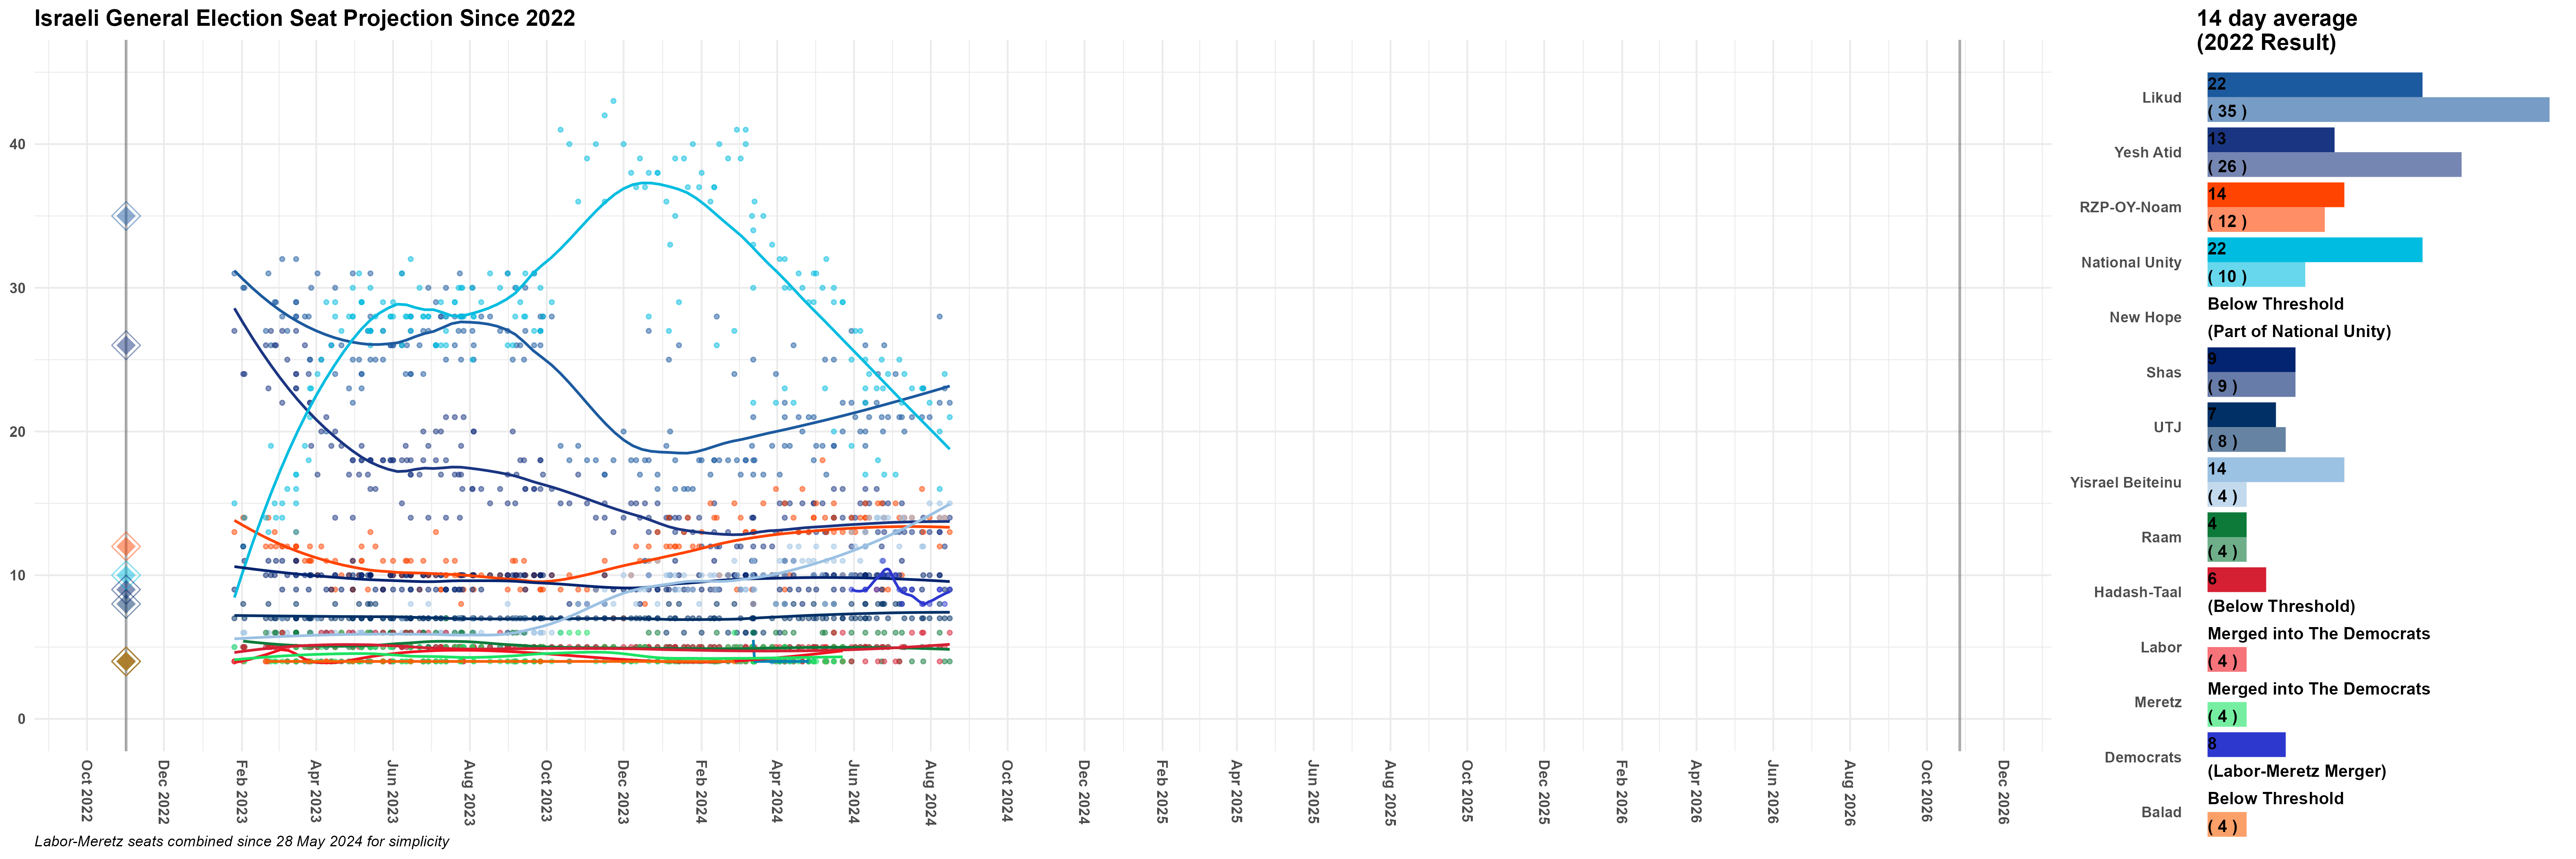 Israeli General Election Seat Projection Since 2022
40
30
20
10
0
Oct 2022
Dec 2022
Feb 2023
Apr 2023
Jun 2023
Aug 2023
Oct 2023
Dec 2023
Feb 2024
Apr 2024
Jun 2024
Aug 2024
Oct 2024
Dec 2024
Feb 2025
Apr 2025
Jun 2025
Aug 2025
Oct 2025
Dec 2025
Feb 2026
Apr 2026
Jun 2026
Aug 2026
Oct 2026
Dec 2026
Labor-Meretz seats combined since 28 May 2024 for simplicity
14 day average
(2022 Result)
Likud
22
( 35 )
Yesh Atid
13
( 26 )
RZP-OY-Noam
14
( 12 )
National Unity
22
( 10 )
New Hope
Below Threshold
(Part of National Unity)
Shas
9
( 9 )
UTJ
7
( 8 )
Yisrael Beiteinu
14
( 4 )
Raam
4
( 4 )
Hadash-Taal
6
(Below Threshold)
Labor
Merged into The Democrats
( 4 )
Meretz
Merged into The Democrats
( 4 )
Democrats
8
(Labor-Meretz Merger)
Balad
Below Threshold
( 4 )